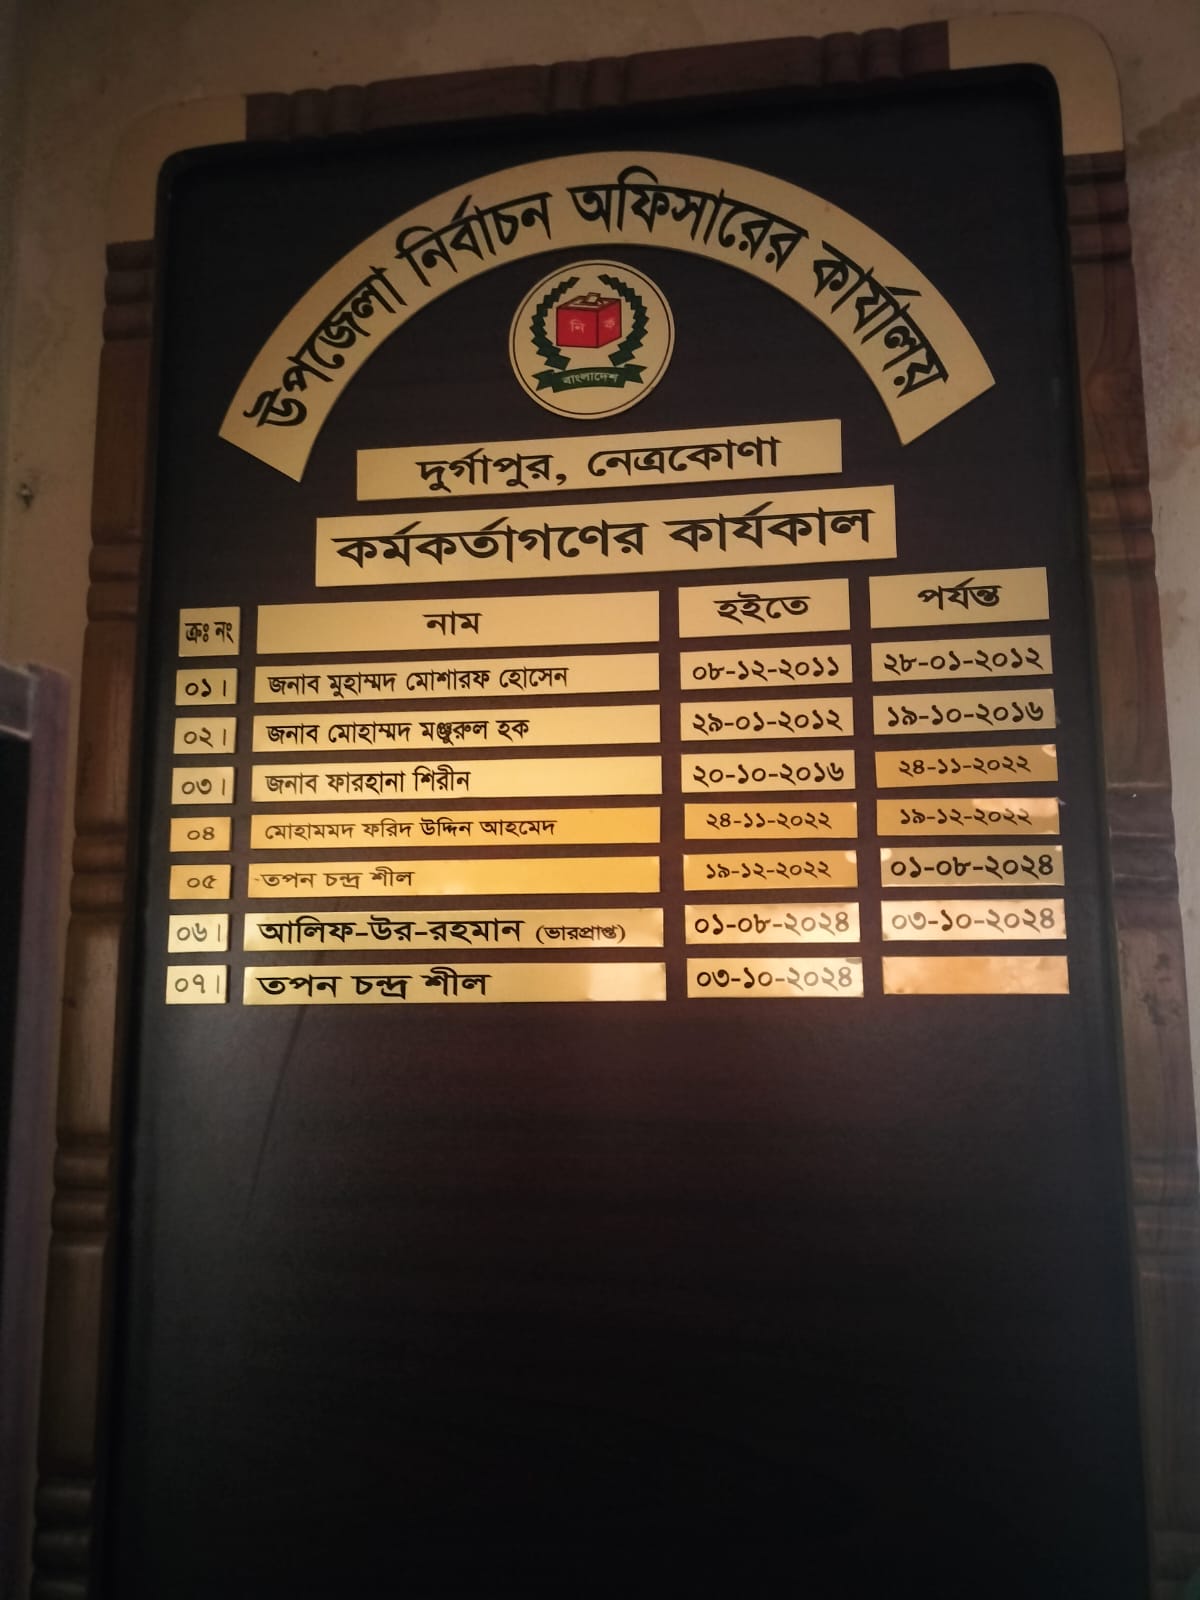 উপজেলা নির্বাচন অফিসারের কার্যালয়
নি ক
বাংলাদেশ
দুর্গাপুর, নেত্রকোণা
কর্মকর্তাগণের কার্যকাল
ক্রঃ নং নাম হইতে পর্যন্ত
০১। জনাব মুহাম্মদ মোশারফ হোসেন ০৮-১২-২০১১ ২৮-০১-২০১২
০২। জনাব মোহাম্মদ মঞ্জুরুল হক ২৯-০১-২০১২ ১৯-১০-২০১৬
০৩। জনাব ফারহানা শিরীন ২০-১০-২০১৬ ২৪-১১-২০২২
০৪ মোহামমদ ফরিদ উদ্দিন আহমেদ ২৪-১১-২০২২ ১৯-১২-২০২২
০৫ তপন চন্দ্র শীল ১৯-১২-২০২২ ০১-০৮-২০২৪
০৬। আলিফ-উর-রহমান (ভারপ্রাপ্ত) ০১-০৮-২০২৪ ০৩-১০-২০২৪
০৭। তপন চন্দ্র শীল ০৩-১০-২০২৪